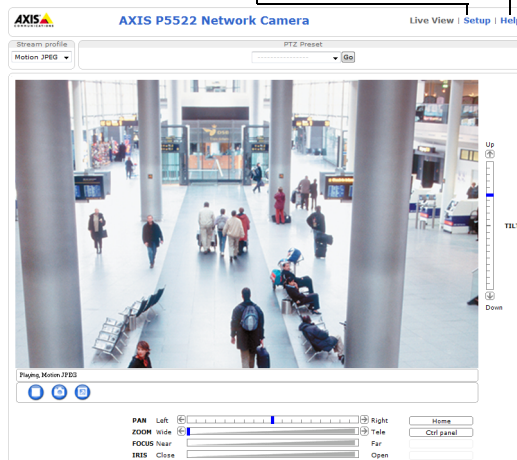 AXIS
COMMUNICATIONS
AXIS P5522 Network Camera
Live View | Setup | Help
Stream profile
PTZ Preset
Motion JPEG
Go
Up
TILT
Down
Playing, Motion JPEG
PAN Left Right Home
ZOOM Wide Tele Ctrl panel
FOCUS Near Far
IRIS Close Open